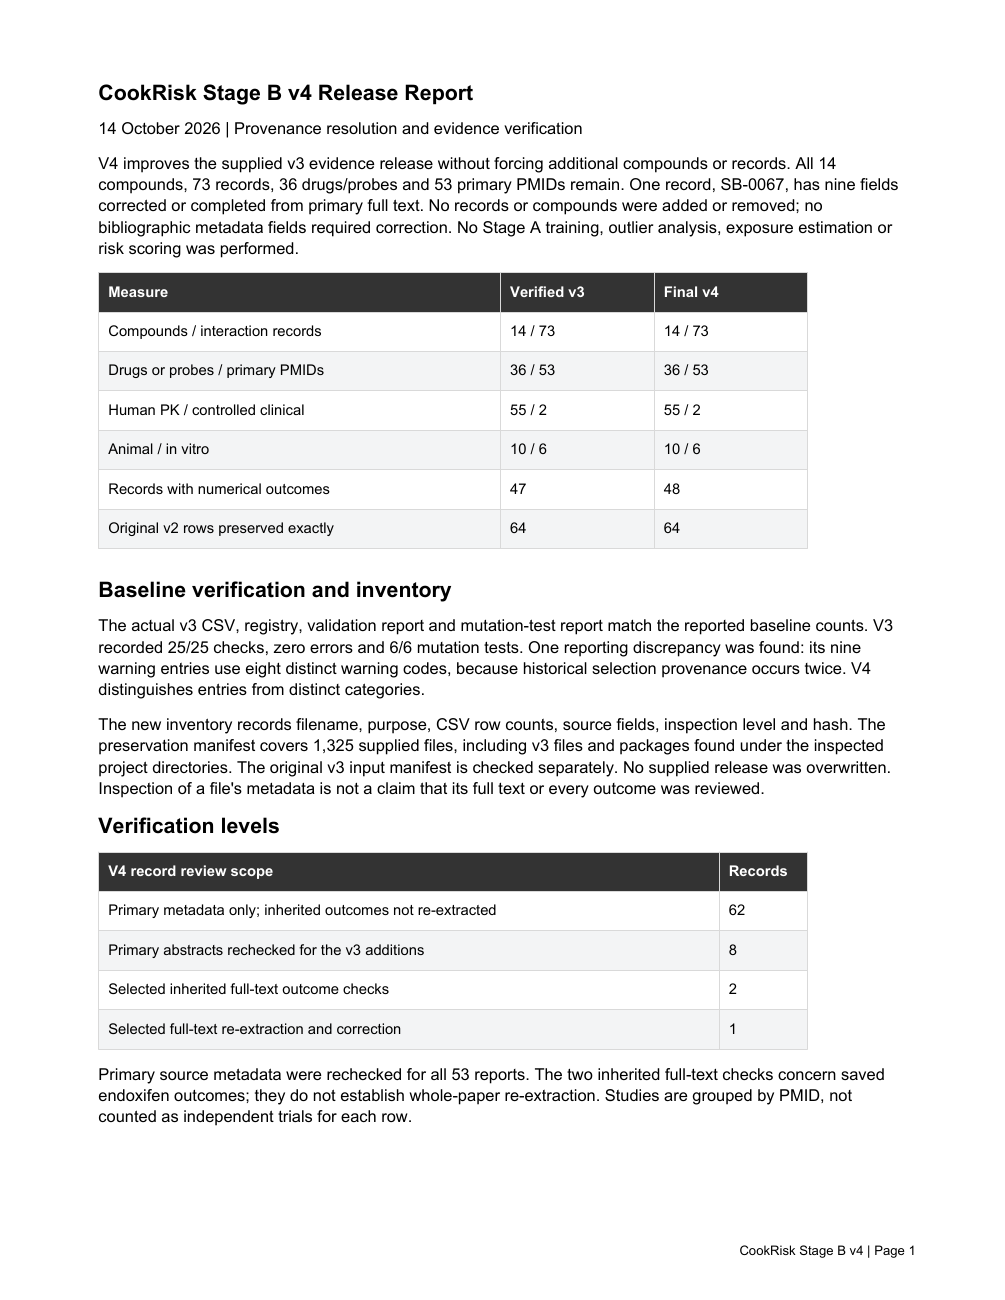 CookRisk Stage B v4 Release Report
14 October 2026 | Provenance resolution and evidence verification
V4 improves the supplied v3 evidence release without forcing additional compounds or records. All 14
compounds, 73 records, 36 drugs/probes and 53 primary PMIDs remain. One record, SB-0067, has nine fields
corrected or completed from primary full text. No records or compounds were added or removed; no
bibliographic metadata fields required correction. No Stage A training, outlier analysis, exposure estimation or
risk scoring was performed.
Measure Verified v3 Final v4
Compounds / interaction records 14 / 73 14 / 73
Drugs or probes / primary PMIDs 36 / 53 36 / 53
Human PK / controlled clinical 55 / 2 55 / 2
Animal / in vitro 10 / 6 10 / 6
Records with numerical outcomes 47 48
Original v2 rows preserved exactly 64 64
Baseline verification and inventory
The actual v3 CSV, registry, validation report and mutation-test report match the reported baseline counts. V3
recorded 25/25 checks, zero errors and 6/6 mutation tests. One reporting discrepancy was found: its nine
warning entries use eight distinct warning codes, because historical selection provenance occurs twice. V4
distinguishes entries from distinct categories.
The new inventory records filename, purpose, CSV row counts, source fields, inspection level and hash. The
preservation manifest covers 1,325 supplied files, including v3 files and packages found under the inspected
project directories. The original v3 input manifest is checked separately. No supplied release was overwritten.
Inspection of a file's metadata is not a claim that its full text or every outcome was reviewed.
Verification levels
V4 record review scope Records
Primary metadata only; inherited outcomes not re-extracted 62
Primary abstracts rechecked for the v3 additions 8
Selected inherited full-text outcome checks 2
Selected full-text re-extraction and correction 1
Primary source metadata were rechecked for all 53 reports. The two inherited full-text checks concern saved
endoxifen outcomes; they do not establish whole-paper re-extraction. Studies are grouped by PMID, not
counted as independent trials for each row.
CookRisk Stage B v4 | Page 1